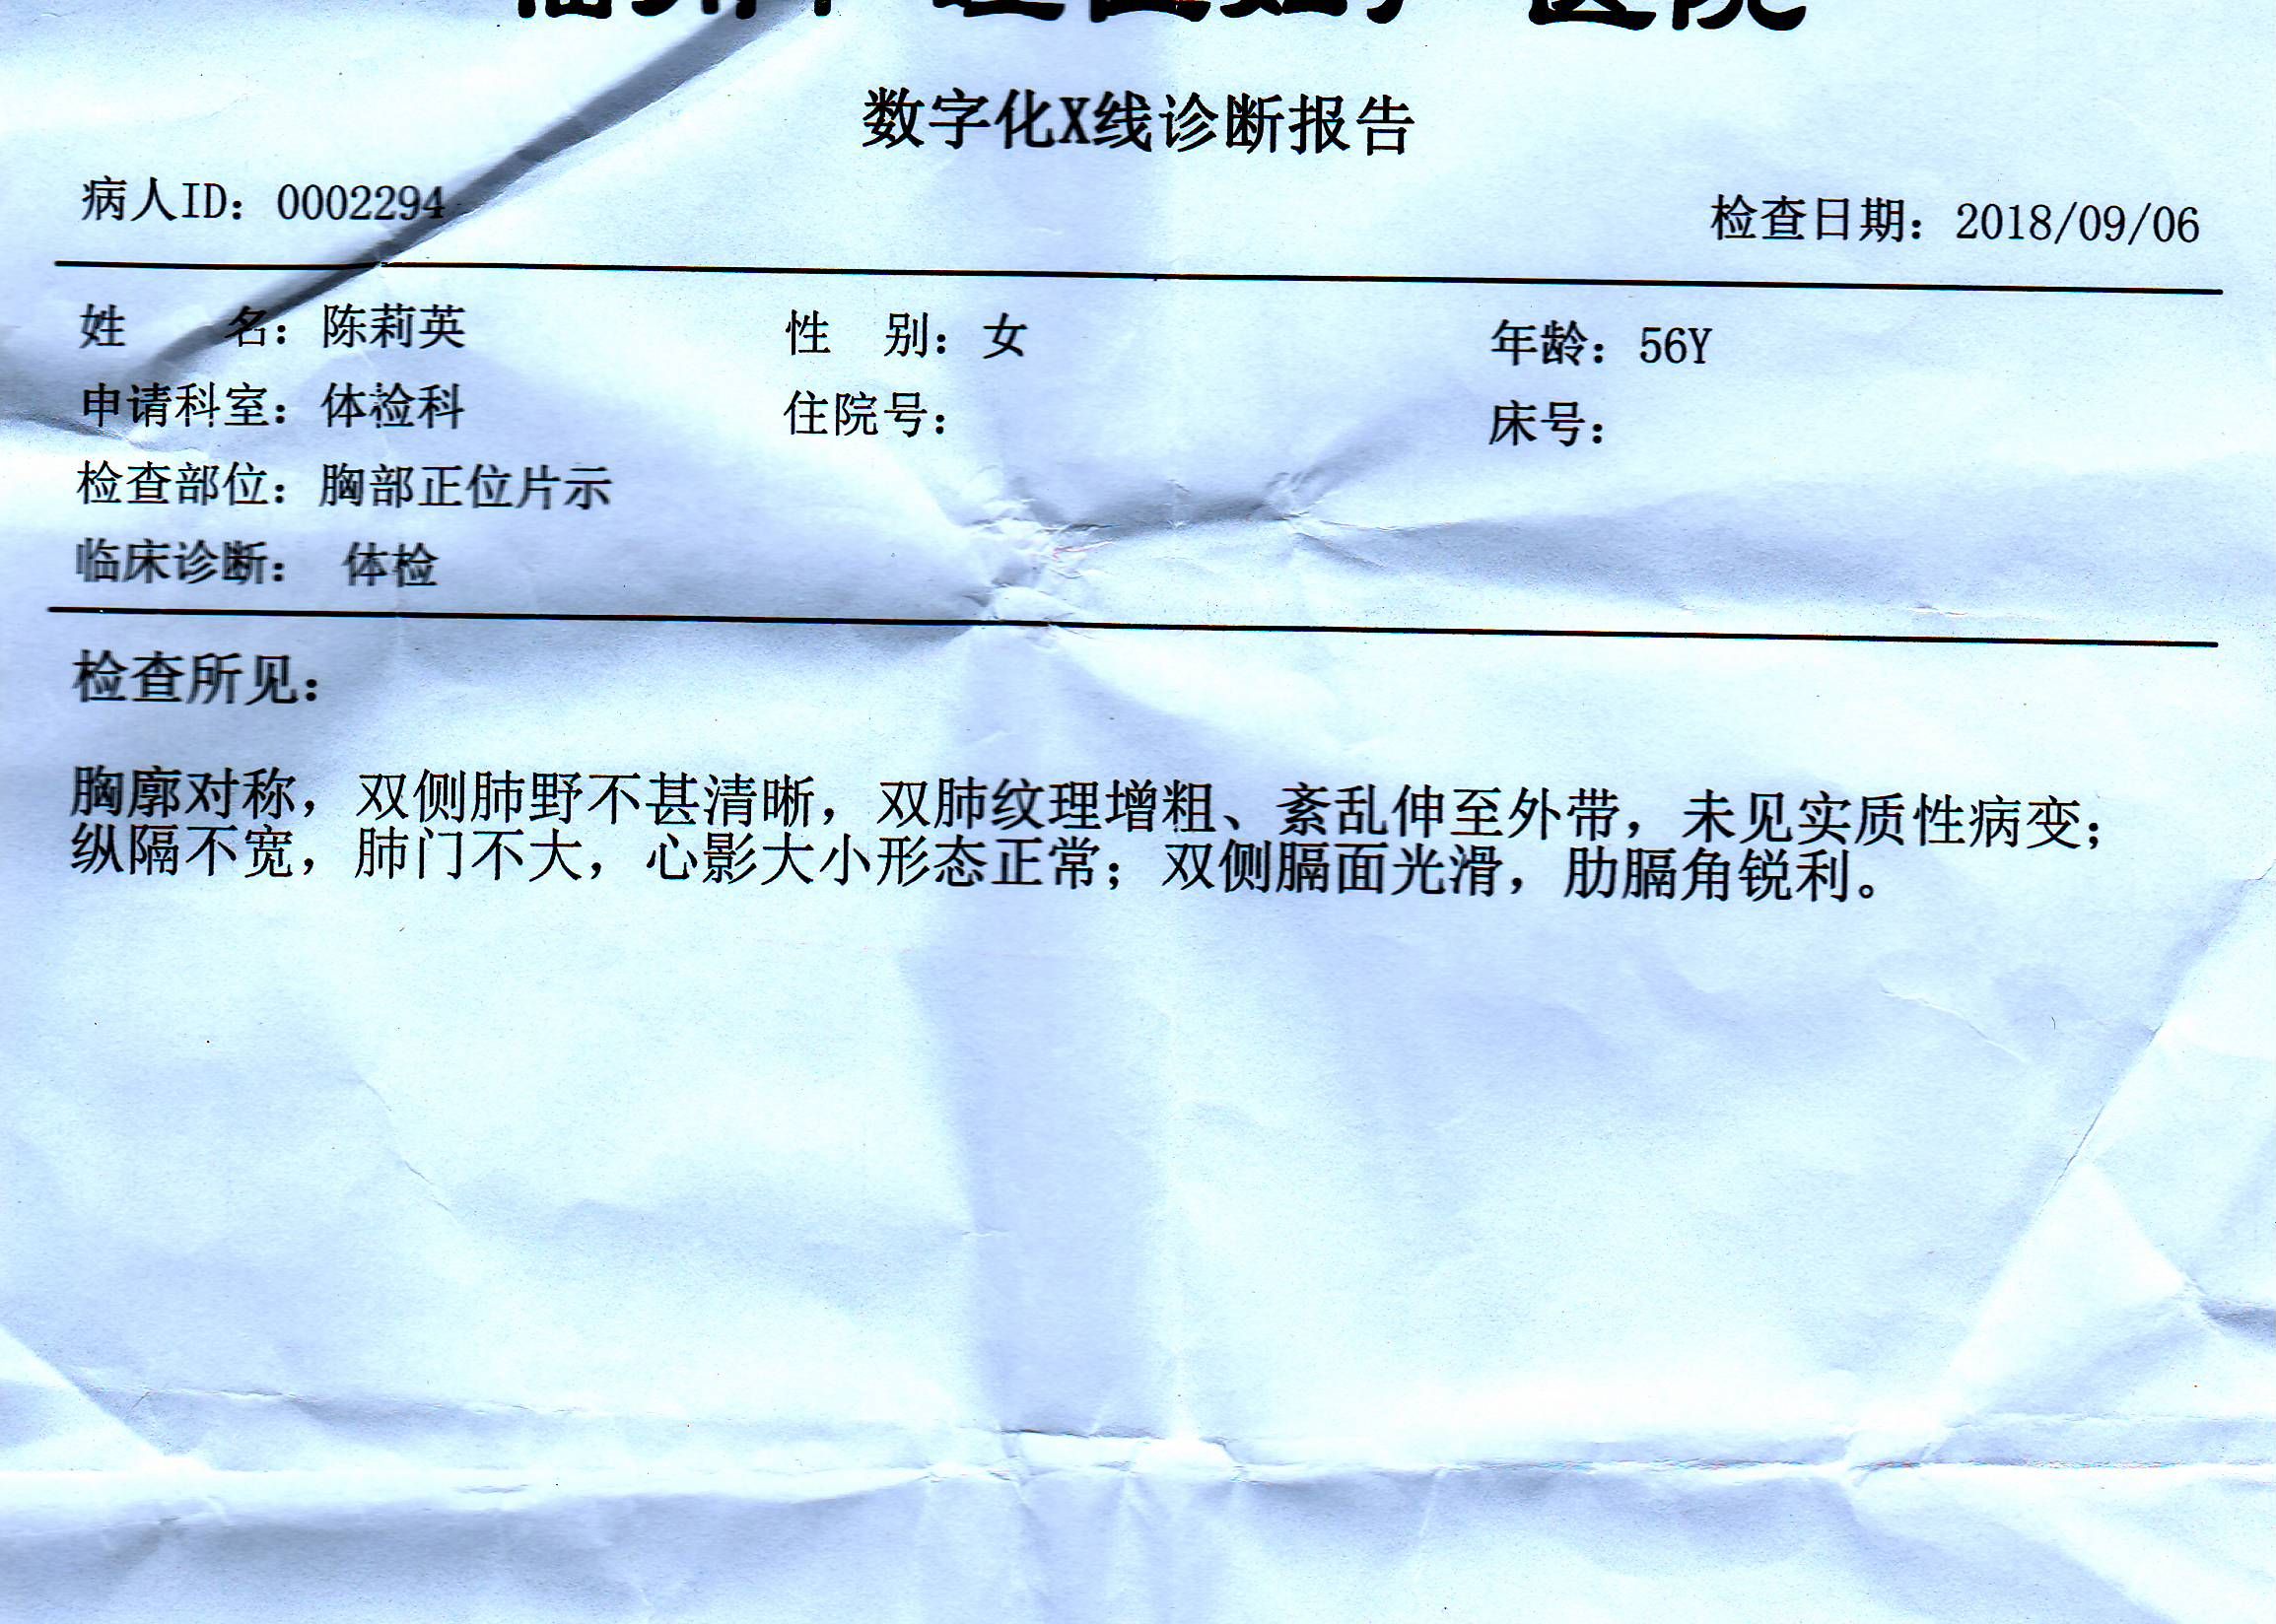 医院
数字化X线诊断报告
病人ID：0002294 检查日期：2018/09/06
姓 名：陈莉英 性 别：女 年龄：56Y
申请科室：体检科 住院号： 床号：
检查部位：胸部正位片示
临床诊断： 体检
检查所见：
胸廓对称，双侧肺野不甚清晰，双肺纹理增粗、紊乱伸至外带，未见实质性病变；
纵隔不宽，肺门不大，心影大小形态正常；双侧膈面光滑，肋膈角锐利。